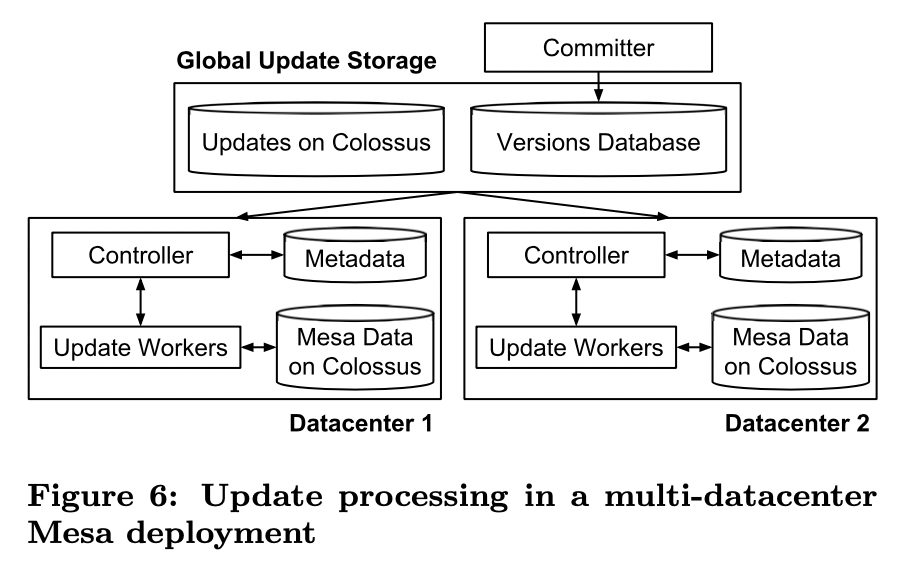 Committer
Global Update Storage
Updates on Colossus
Versions Database
Controller
Metadata
Update Workers
Mesa Data
on Colossus
Datacenter 1
Controller
Metadata
Update Workers
Mesa Data
on Colossus
Datacenter 2
Figure 6: Update processing in a multi-datacenter
Mesa deployment